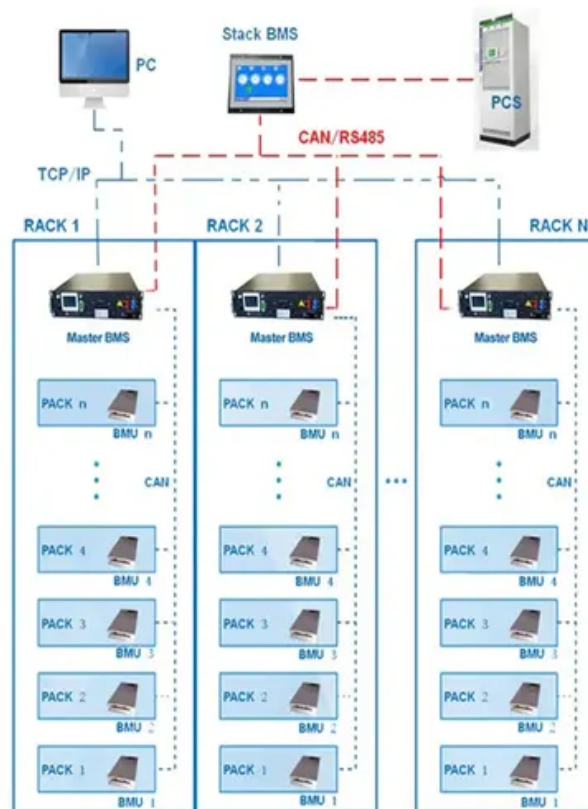 PC
Stack BMS
PCS
CAN/RS485
TCP/IP
RACK 1
RACK 2
RACK N
Master BMS
Master BMS
Master BMS
PACK n
BMU n
PACK n
BMU n
PACK n
BMU n
CAN
CAN
CAN
PACK 4
BMU 4
PACK 4
BMU 4
PACK 4
BMU 4
PACK 3
BMU 3
PACK 3
BMU 3
PACK 3
BMU 3
PACK 2
BMU 2
PACK 2
BMU 2
PACK 2
BMU 2
PACK 1
BMU 1
PACK 1
BMU 1
PACK 1
BMU 1